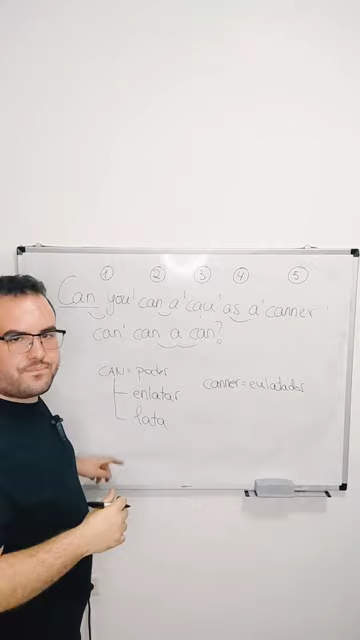 ① ② ③ ④ ⑤
Can you' can a 'can' as a 'canner'
can' can a can?
CAN = poder
enlatar
lata
canner = enlatador